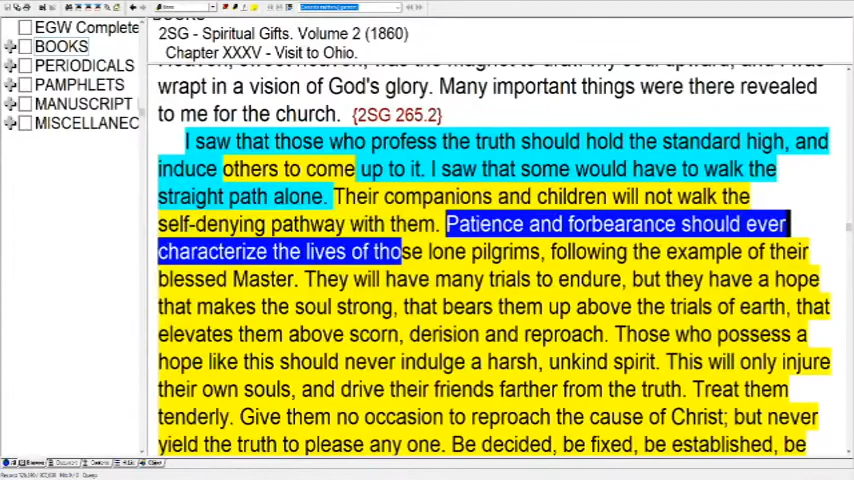 EGW Complete
BOOKS
PERIODICALS
PAMPHLETS
MANUSCRIPT
MISCELLANEC
2SG - Spiritual Gifts. Volume 2 (1860)
Chapter XXXV - Visit to Ohio.
wrapt in a vision of God's glory. Many important things were there revealed
to me for the church. {2SG 265.2}
I saw that those who profess the truth should hold the standard high, and
induce others to come up to it. I saw that some would have to walk the
straight path alone. Their companions and children will not walk the
self-denying pathway with them. Patience and forbearance should ever
characterize the lives of those lone pilgrims, following the example of their
blessed Master. They will have many trials to endure, but they have a hope
that makes the soul strong, that bears them up above the trials of earth, that
elevates them above scorn, derision and reproach. Those who possess a
hope like this should never indulge a harsh, unkind spirit. This will only injure
their own souls, and drive their friends farther from the truth. Treat them
tenderly. Give them no occasion to reproach the cause of Christ; but never
yield the truth to please any one. Be decided, be fixed, be established, be